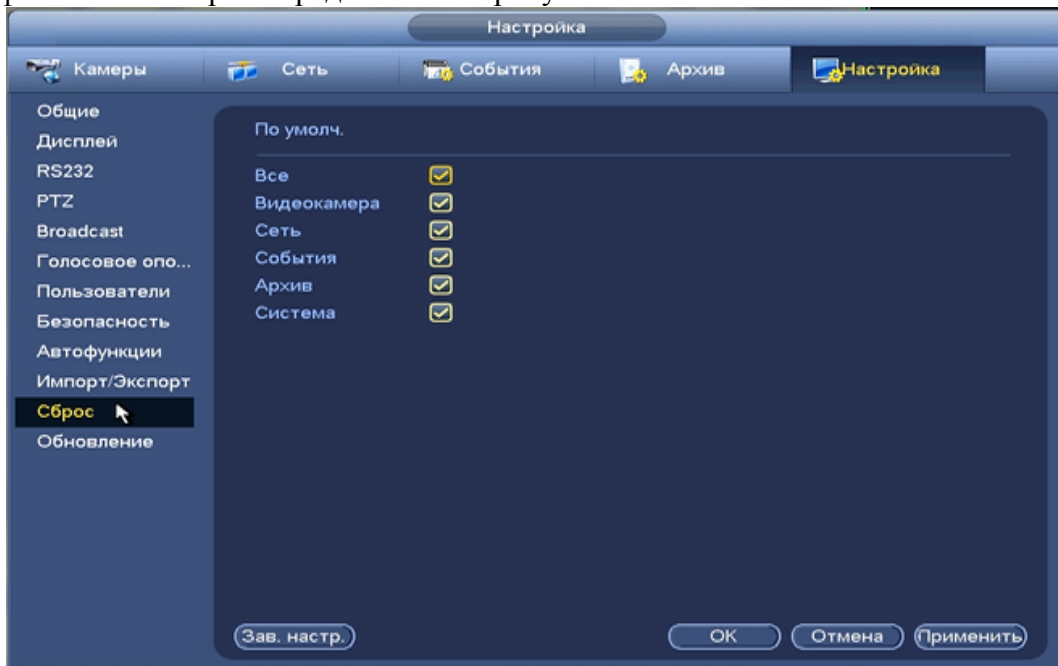 Настройка
Камеры Сеть События Архив Настройка
Общие
Дисплей
RS232
PTZ
Broadcast
Голосовое опо...
Пользователи
Безопасность
Автофункции
Импорт/Экспорт
Сброс
Обновление
По умолч.
Все
Видеокамера
Сеть
События
Архив
Система
Зав. настр. OK Отмена Применить